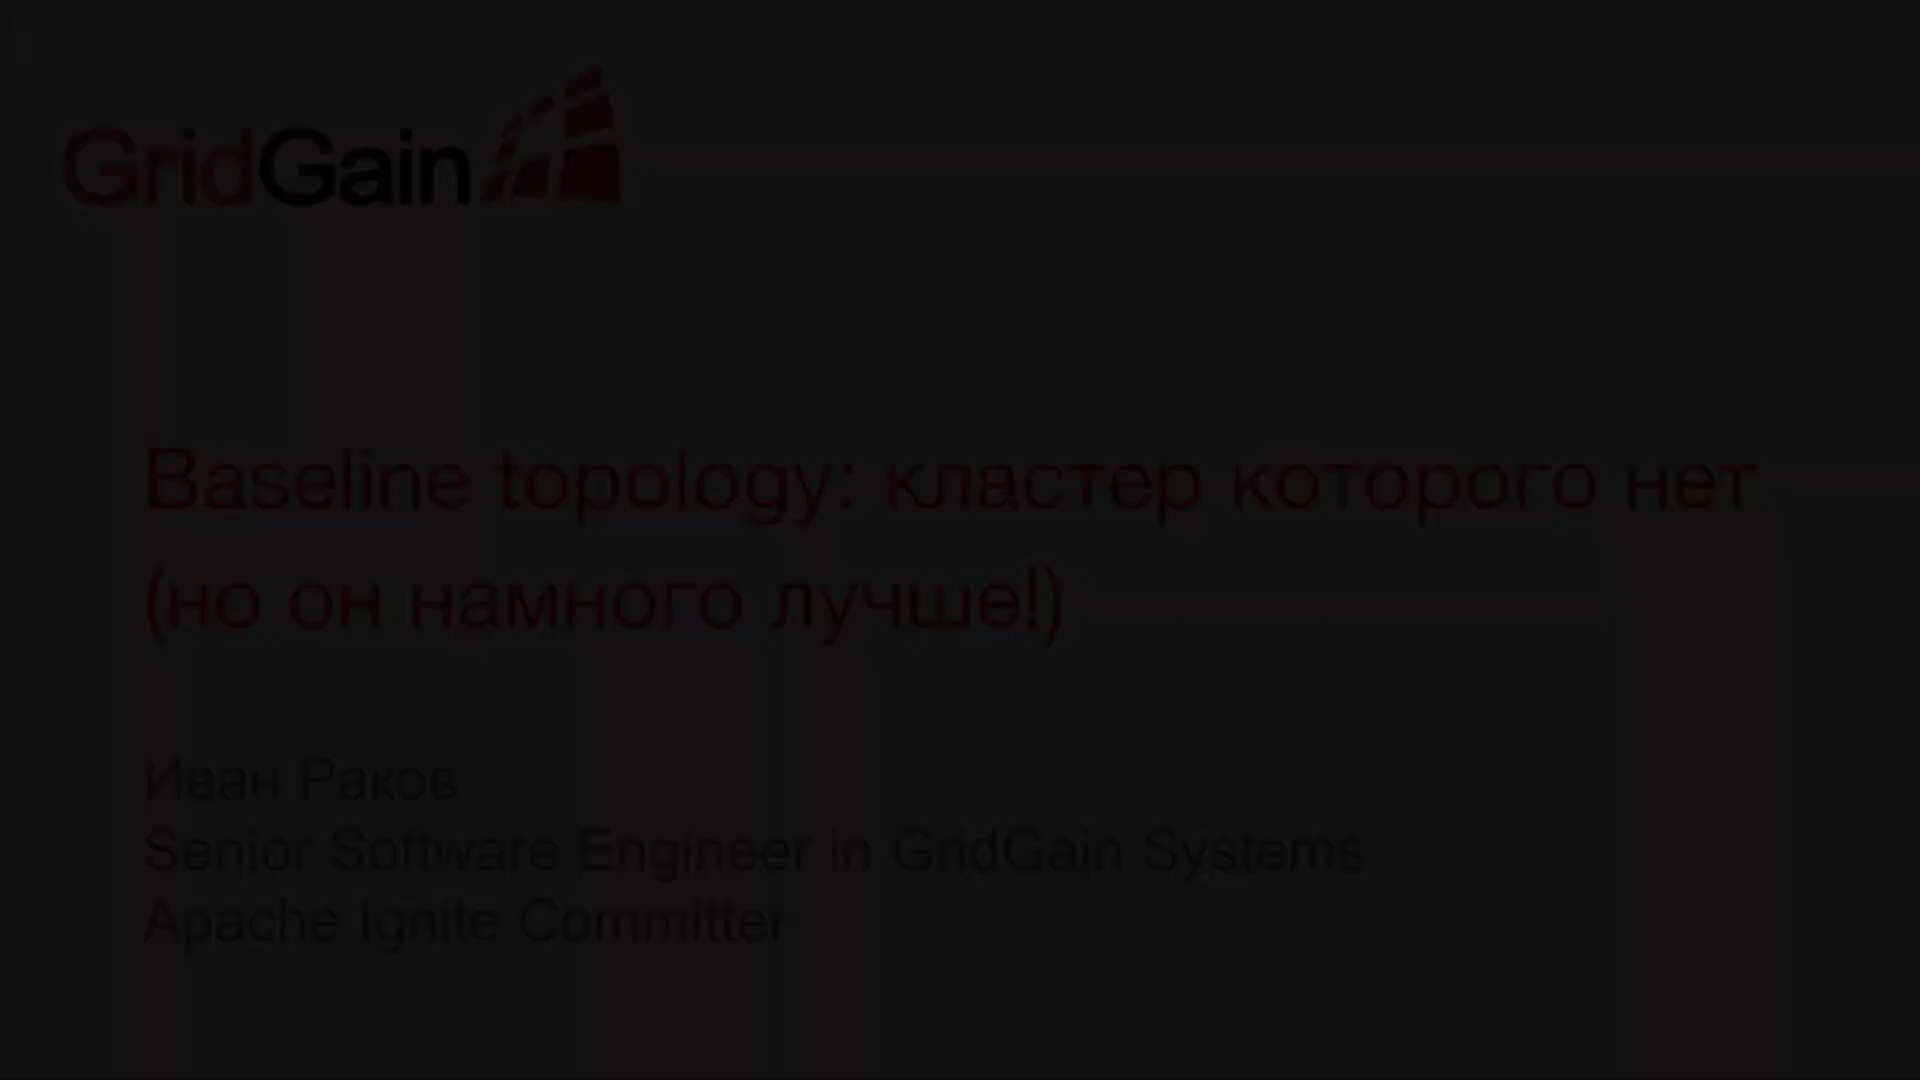 GridGain
Baseline topology: кластер которого нет
(но он намного лучше!)
Иван Раков
Senior Software Engineer in GridGain Systems
Apache Ignite Committer